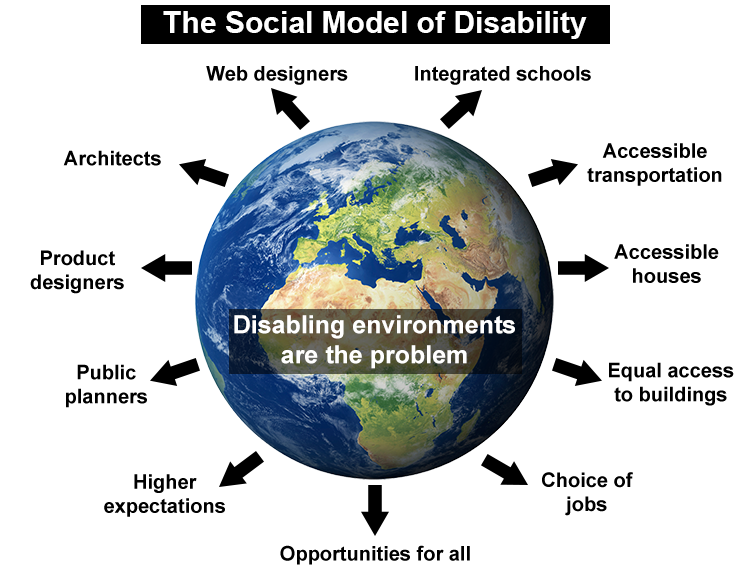 The Social Model of Disability
Web designers
Integrated schools
Architects
Accessible
transportation
Product
designers
Accessible
houses
Disabling environments
are the problem
Public
planners
Equal access
to buildings
Higher
expectations
Choice of
jobs
Opportunities for all